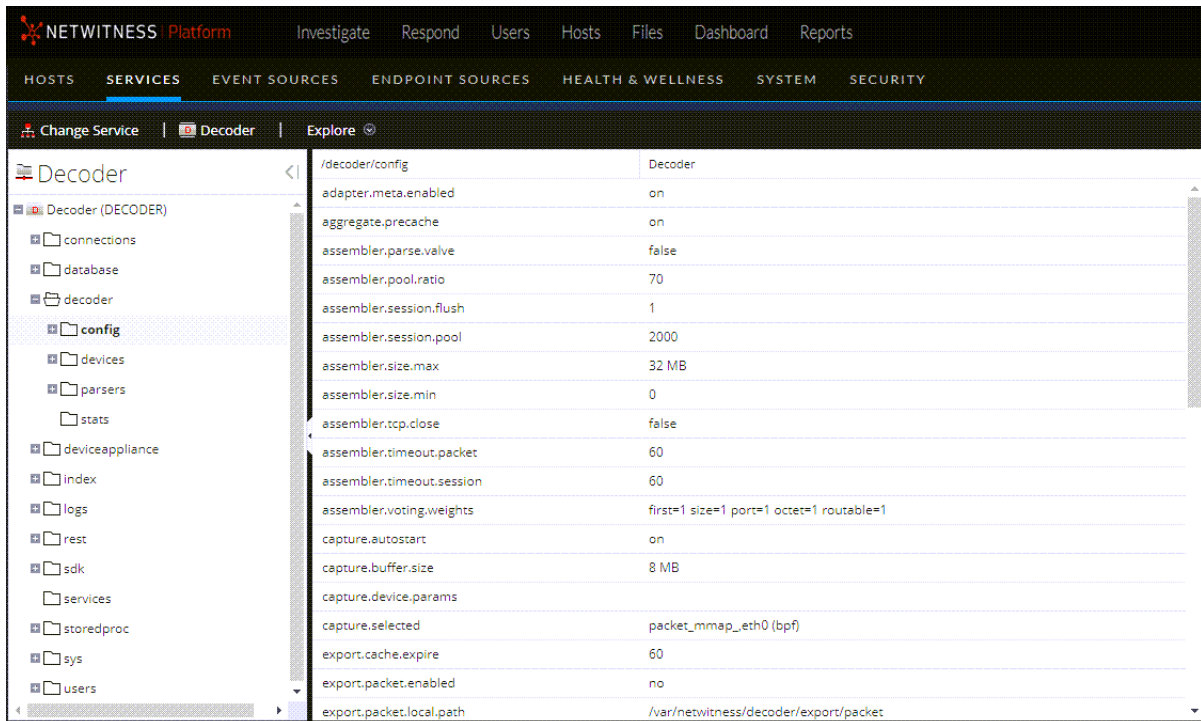 NETWITNESS Platform Investigate Respond Users Hosts Files Dashboard Reports
HOSTS SERVICES EVENT SOURCES ENDPOINT SOURCES HEALTH & WELLNESS SYSTEM SECURITY
Change Service | D Decoder | Explore
Decoder
D Decoder (DECODER)
connections
database
decoder
config
devices
parsers
stats
deviceappliance
index
logs
rest
sdk
services
storedproc
sys
users
/decoder/config Decoder
adapter.meta.enabled on
aggregate.precache on
assembler.parse.valve false
assembler.pool.ratio 70
assembler.session.flush 1
assembler.session.pool 2000
assembler.size.max 32 MB
assembler.size.min 0
assembler.tcp.close false
assembler.timeout.packet 60
assembler.timeout.session 60
assembler.voting.weights first=1 size=1 port=1 octet=1 routable=1
capture.autostart on
capture.buffer.size 8 MB
capture.device.params
capture.selected packet_mmap_,eth0 (bpf)
export.cache.expire 60
export.packet.enabled no
export.packet.local.path /var/netwitness/decoder/export/packet